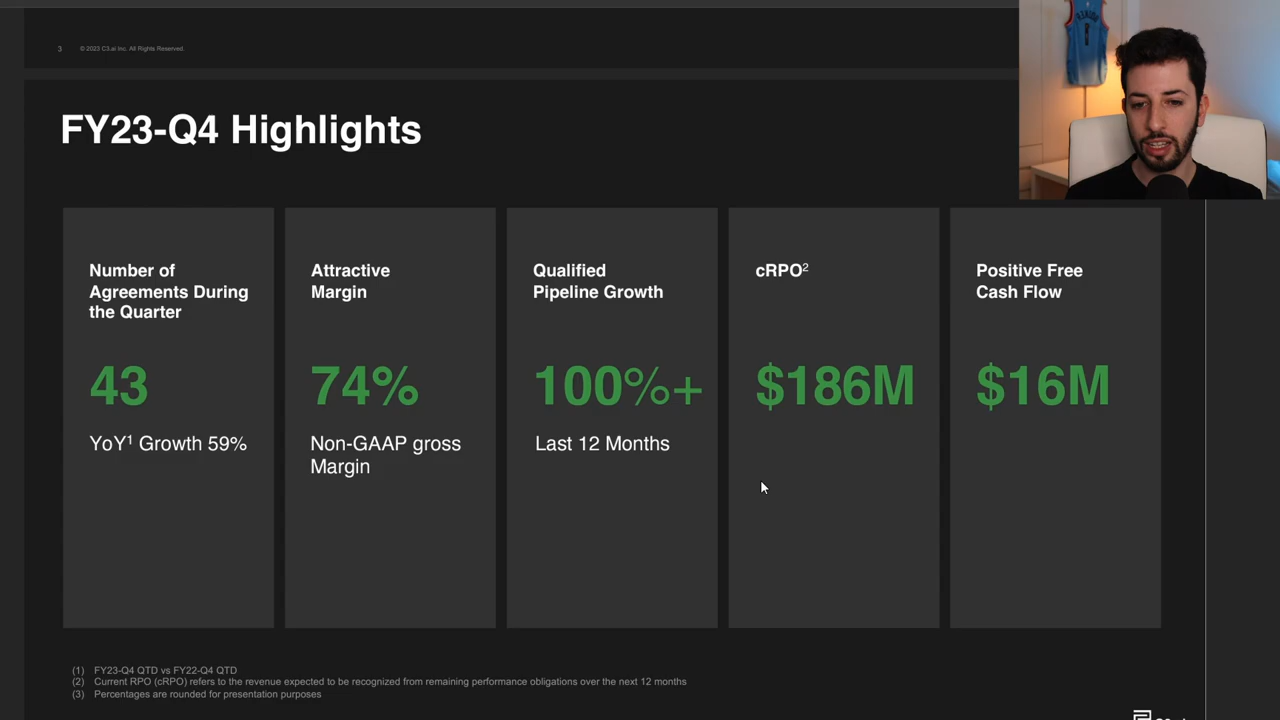 3 © 2023 C3.ai Inc. All Rights Reserved
FY23-Q4 Highlights
Number of
Agreements During
the Quarter
43
YoY¹ Growth 59%
Attractive
Margin
74%
Non-GAAP gross
Margin
Qualified
Pipeline Growth
100%+
Last 12 Months
cRPO²
$186M
Positive Free
Cash Flow
$16M
(1) FY23-Q4 QTD vs FY22-Q4 QTD
(2) Current RPO (cRPO) refers to the revenue expected to be recognized from remaining performance obligations over the next 12 months
(3) Percentages are rounded for presentation purposes